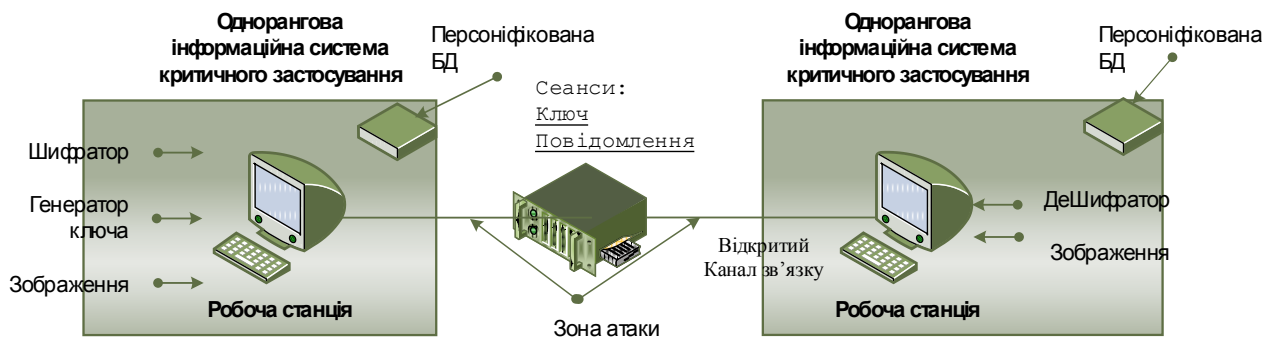 Однорангова
інформаційна система
критичного застосування
Персоніфікована
БД
Сеанси:
Ключ
Повідомлення
Однорангова
інформаційна система
критичного застосування
Персоніфікована
БД
Шифратор
Генератор
ключа
Зображення
Робоча станція
Зона атаки
Відкритий
Канал зв’язку
ДеШифратор
Зображення
Робоча станція